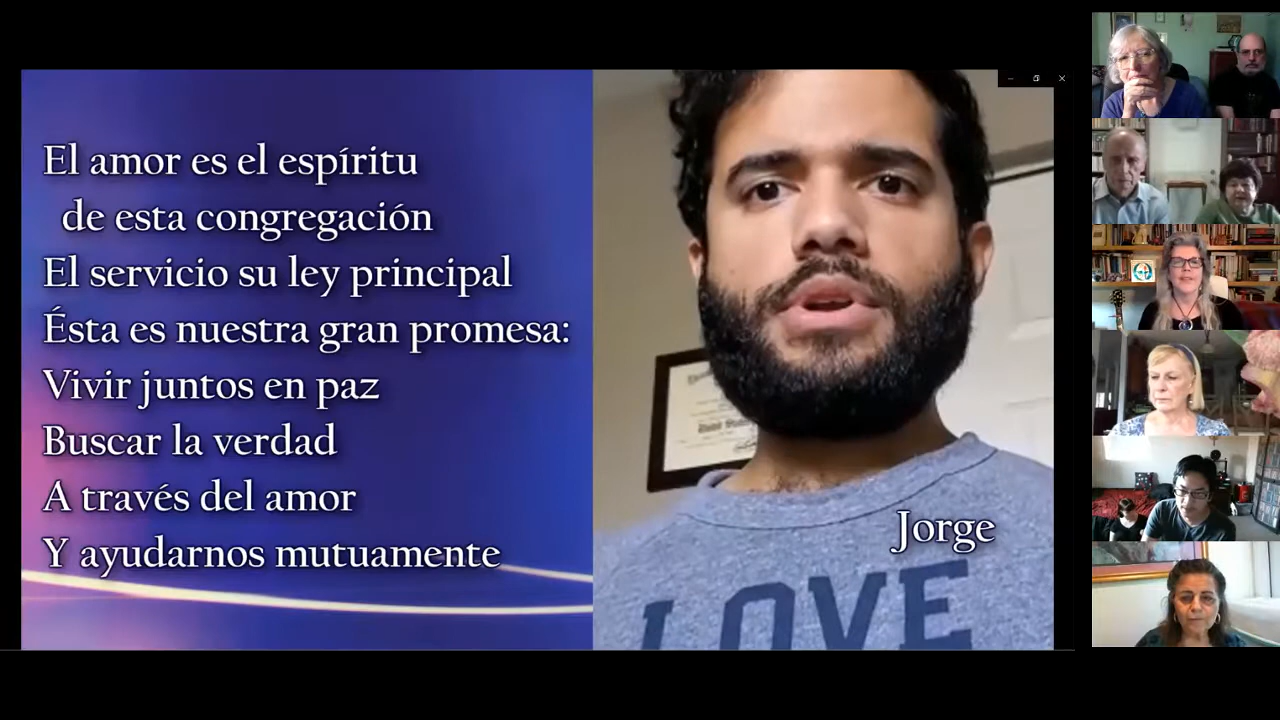 El amor es el espíritu
de esta congregación
El servicio su ley principal
Ésta es nuestra gran promesa:
Vivir juntos en paz
Buscar la verdad
A través del amor
Y ayudarnos mutuamente
Jorge
LOVE